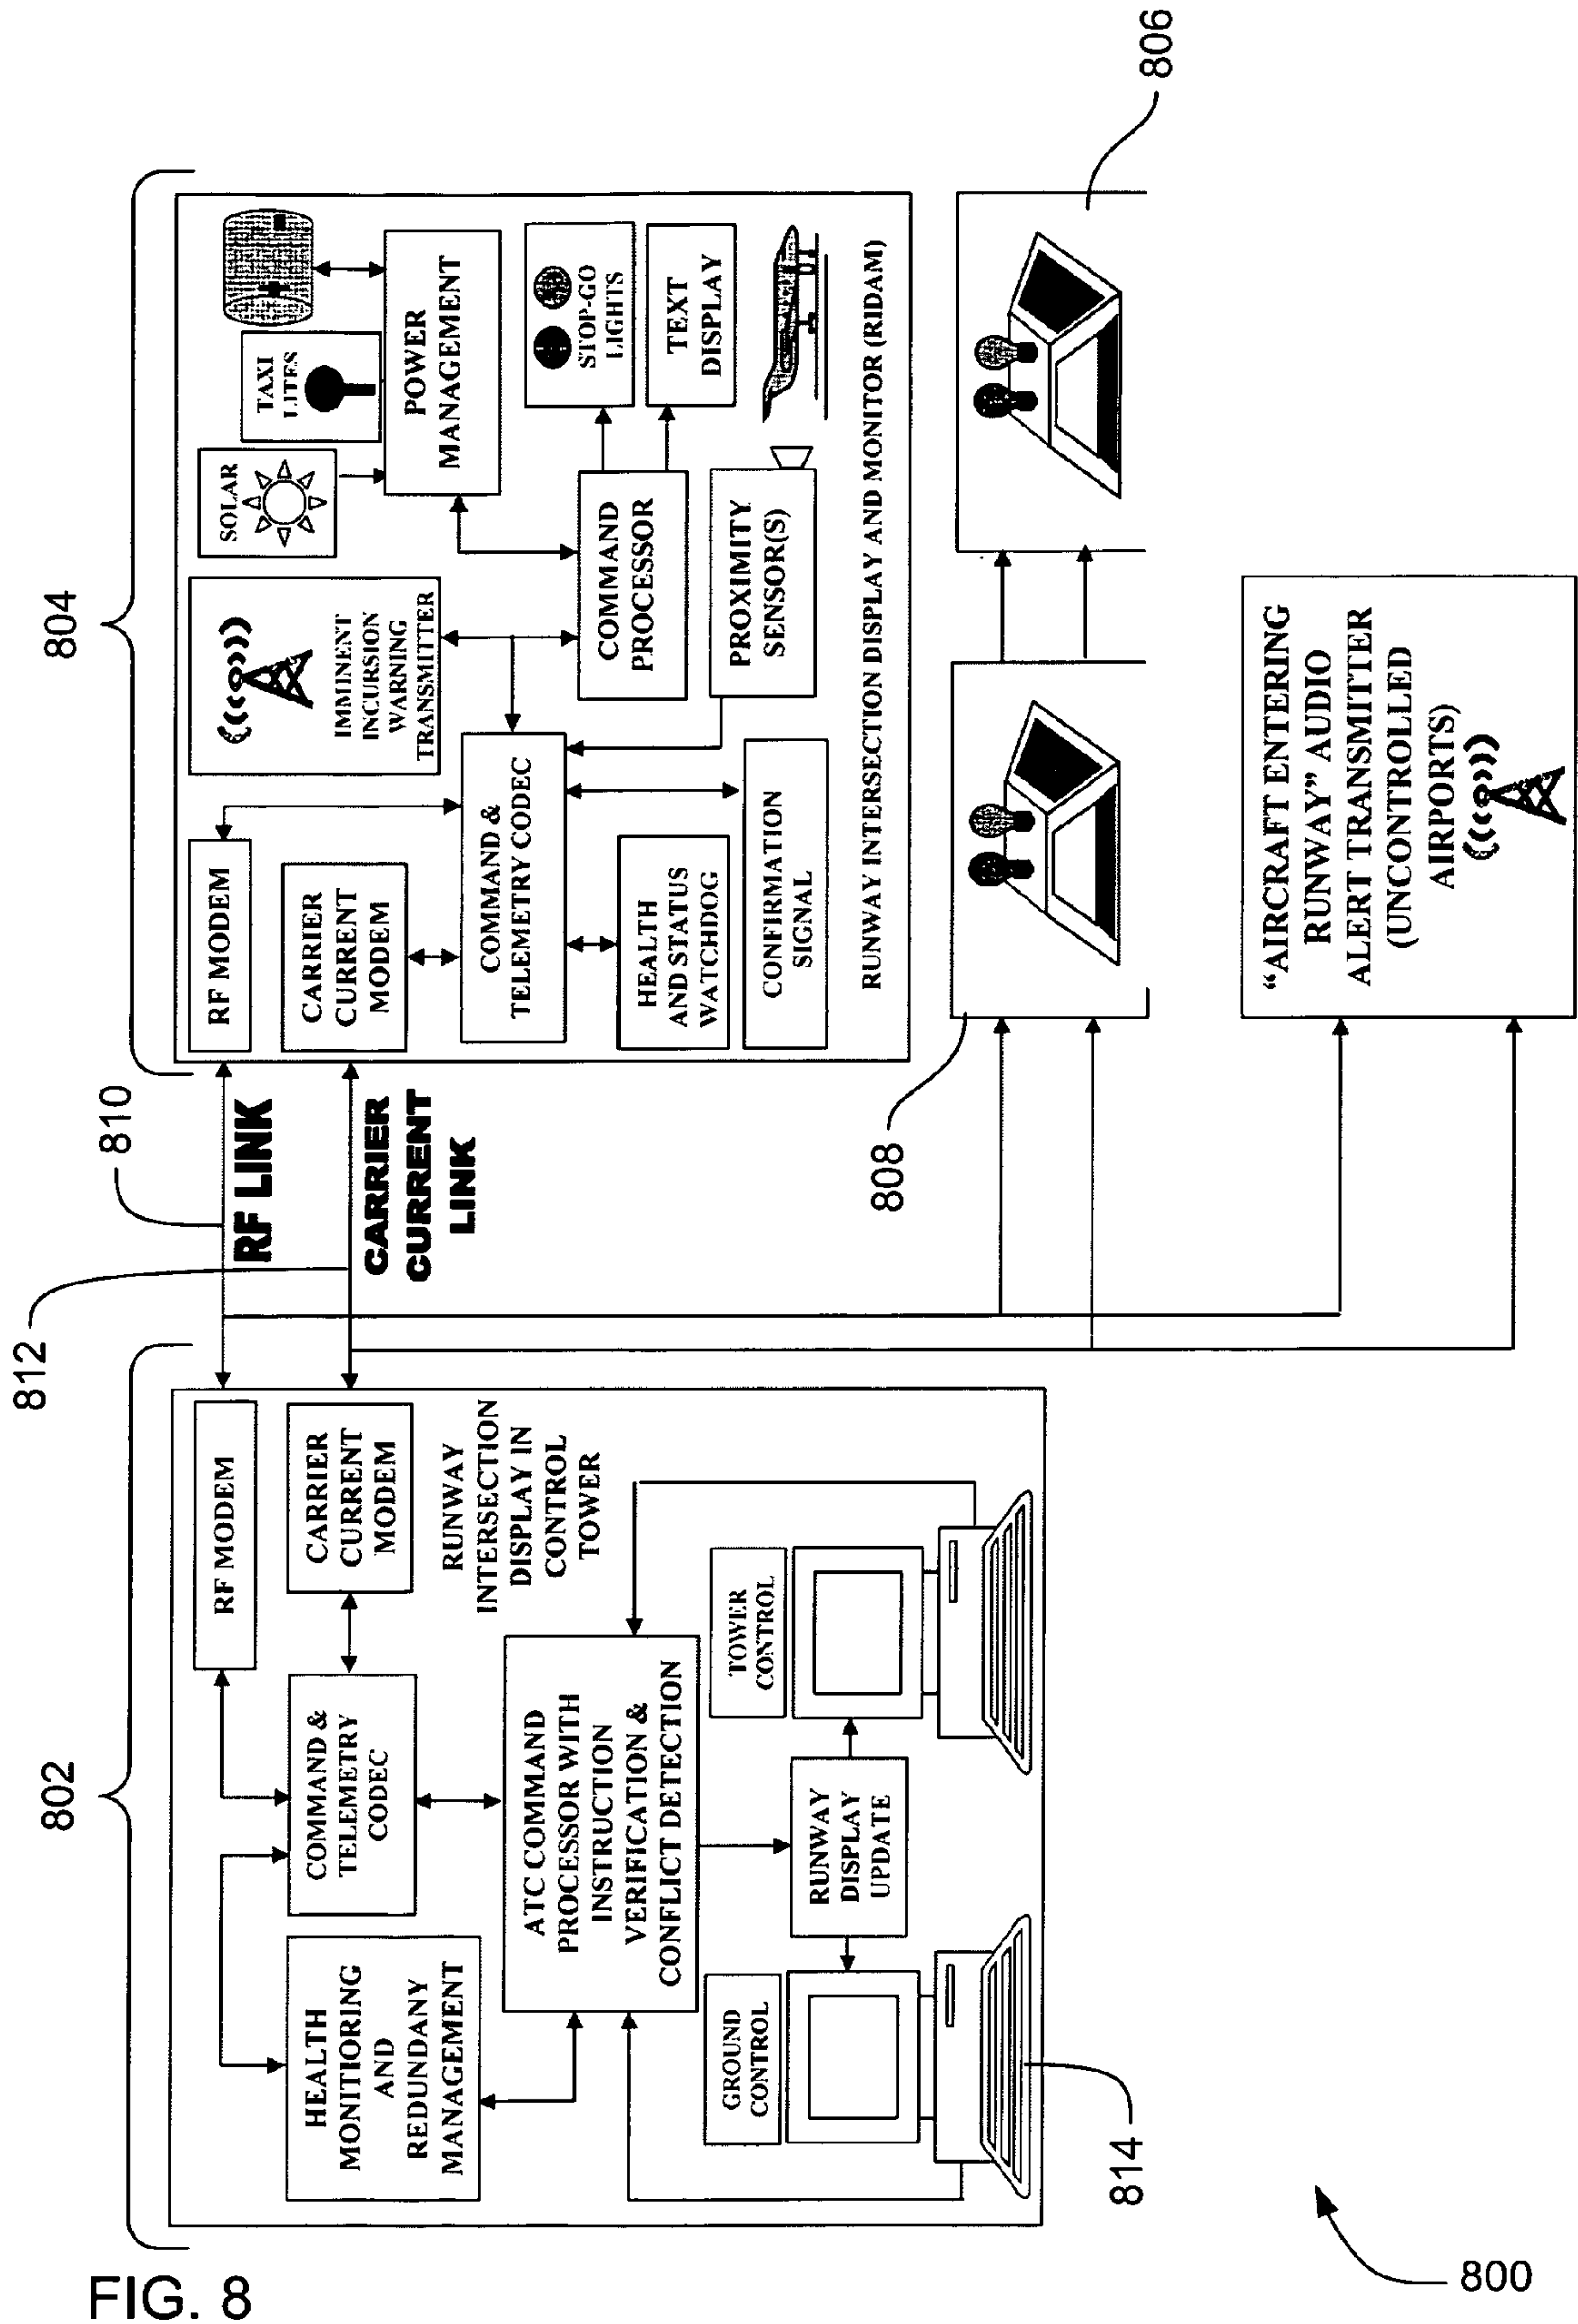 FIG. 8
800
802
RF MODEM
CARRIER
CURRENT
MODEM
COMMAND &
TELEMETRY
CODEC
HEALTH
MONITIORING
AND
REDUNDANY
MANAGEMENT
RUNWAY
INTERSECTION
DISPLAY IN
CONTROL
TOWER
ATC COMMAND
PROCESSOR WITH
INSTRUCTION
VERIFICATION &
CONFLICT DETECTION
GROUND
CONTROL
RUNWAY
DISPLAY
UPDATE
TOWER
CONTROL
814
812
810
RF LINK
CARRIER
CURRENT
LINK
804
RF MODEM
CARRIER
CURRENT
MODEM
IMMINENT
INCURSION
WARNING
TRANSMITTER
SOLAR
TAXI
LITES
POWER
MANAGEMENT
COMMAND &
TELEMETRY CODEC
COMMAND
PROCESSOR
STOP-GO
LIGHTS
TEXT
DISPLAY
HEALTH
AND STATUS
WATCHDOG
CONFIRMATION
SIGNAL
PROXIMITY
SENSOR(S)
RUNWAY INTERSECTION DISPLAY AND MONITOR (RIDAM)
808
806
“AIRCRAFT ENTERING
RUNWAY” AUDIO
ALERT TRANSMITTER
(UNCONTROLLED
AIRPORTS)